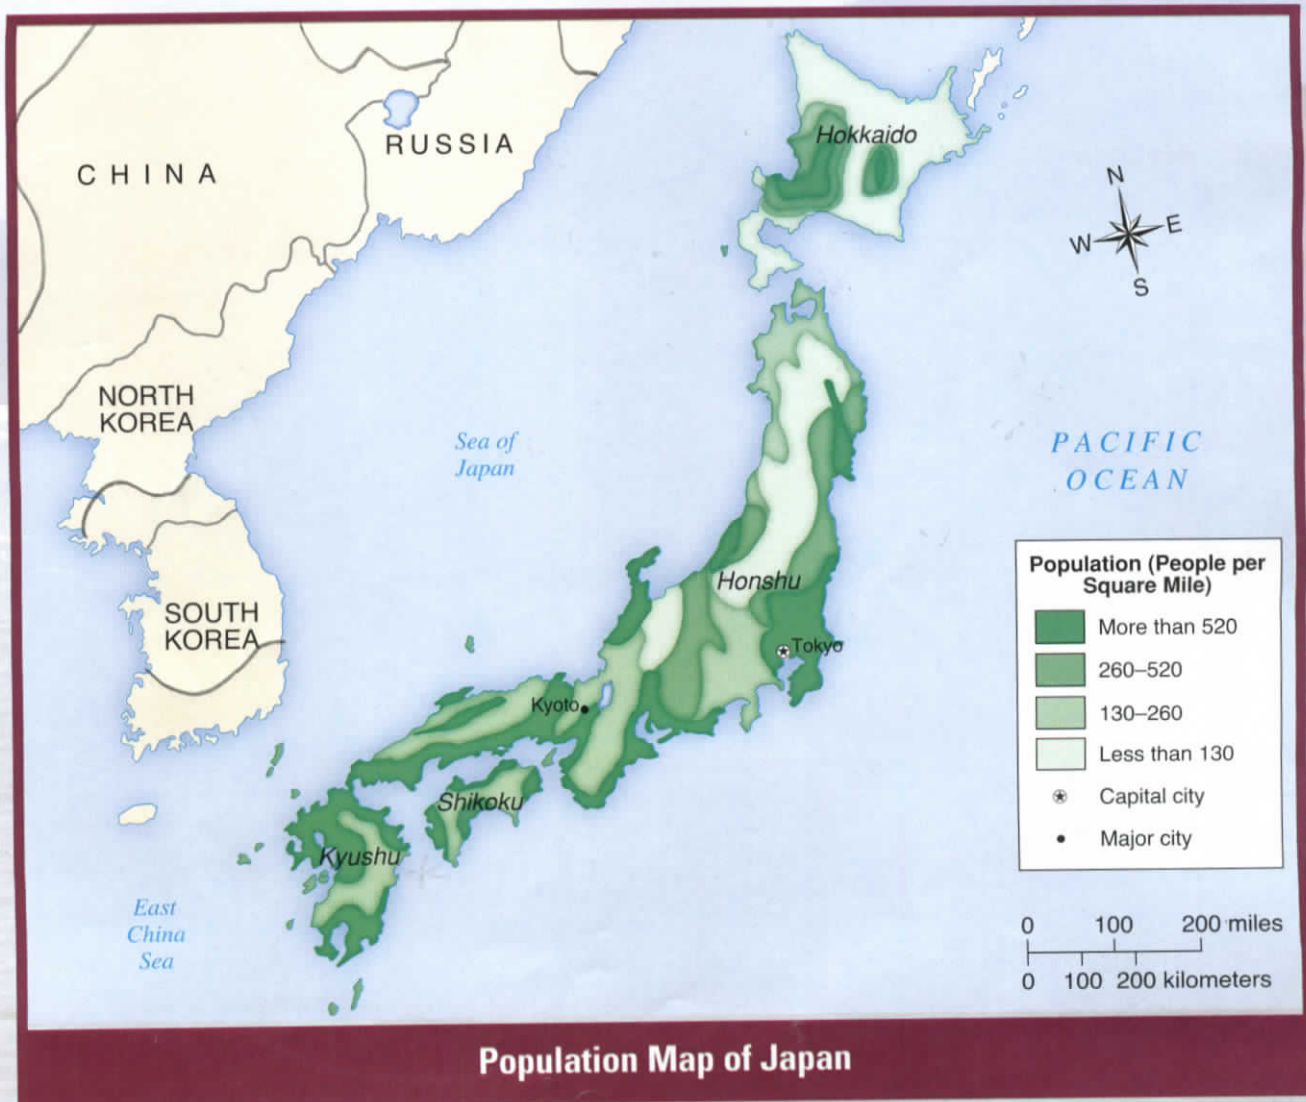 CHINA
RUSSIA
Hokkaido
N
W
E
S
NORTH
KOREA
Sea of
Japan
PACIFIC
OCEAN
SOUTH
KOREA
Honshu
Tokyo
Kyoto
Shikoku
Kyushu
East
China
Sea
Population (People per
Square Mile)
More than 520
260–520
130–260
Less than 130
Capital city
Major city
0 100 200 miles
0 100 200 kilometers
Population Map of Japan